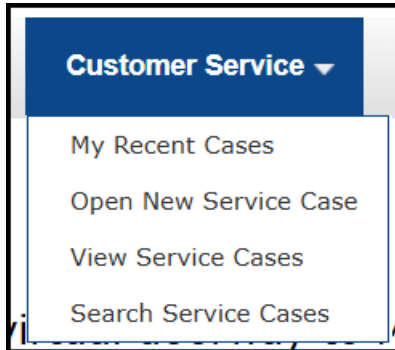 Customer Service
My Recent Cases
Open New Service Case
View Service Cases
Search Service Cases